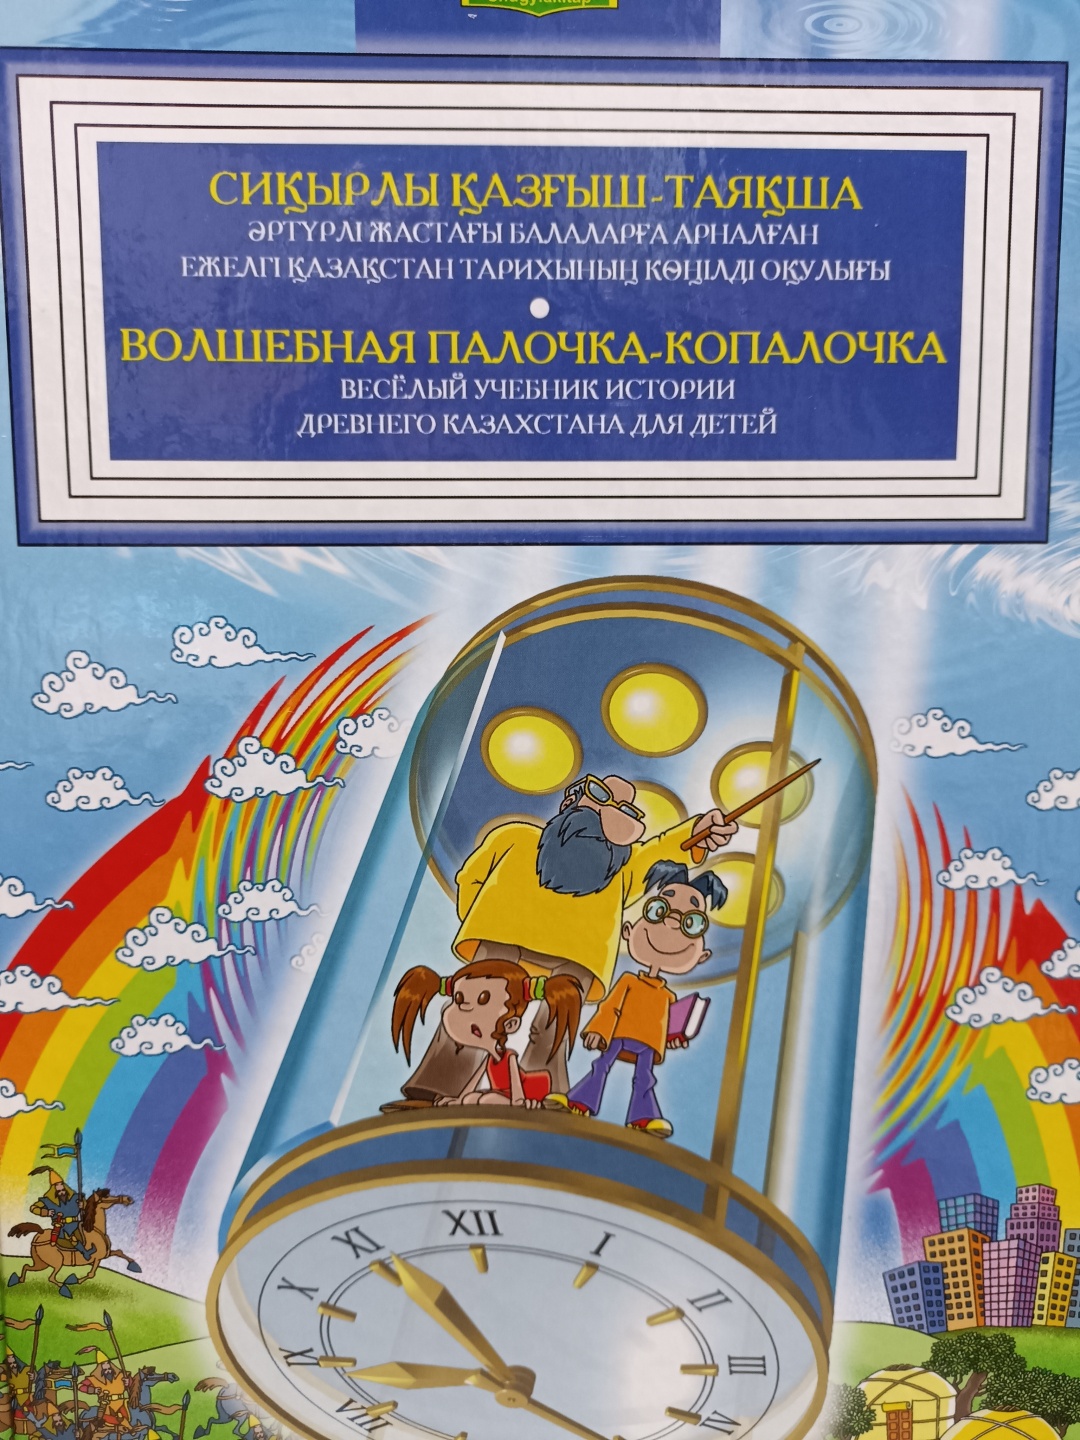 СИҚЫРЛЫ ҚАЗҒЫШ-ТАЯҚША
ӘРТҮРЛІ ЖАСТАҒЫ БАЛАЛАРҒА АРНАЛҒАН
ЕЖЕЛГІ ҚАЗАҚСТАН ТАРИХЫНЫҢ КӨҢІЛДІ ОҚУЛЫҒЫ
ВОЛШЕБНАЯ ПАЛОЧКА-КОПАЛОЧКА
ВЕСЁЛЫЙ УЧЕБНИК ИСТОРИИ
ДРЕВНЕГО КАЗАХСТАНА ДЛЯ ДЕТЕЙ
XII
XI I
X II
IX III
VIII